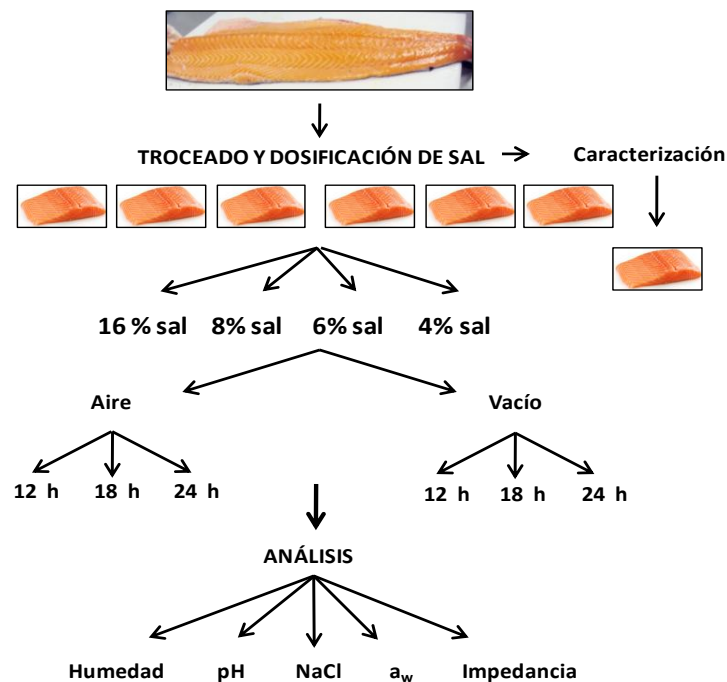 TROCEADO Y DOSIFICACIÓN DE SAL Caracterización
16 % sal 8% sal 6% sal 4% sal
Aire Vacío
12 h 18 h 24 h 12 h 18 h 24 h
ANÁLISIS
Humedad pH NaCl aw Impedancia